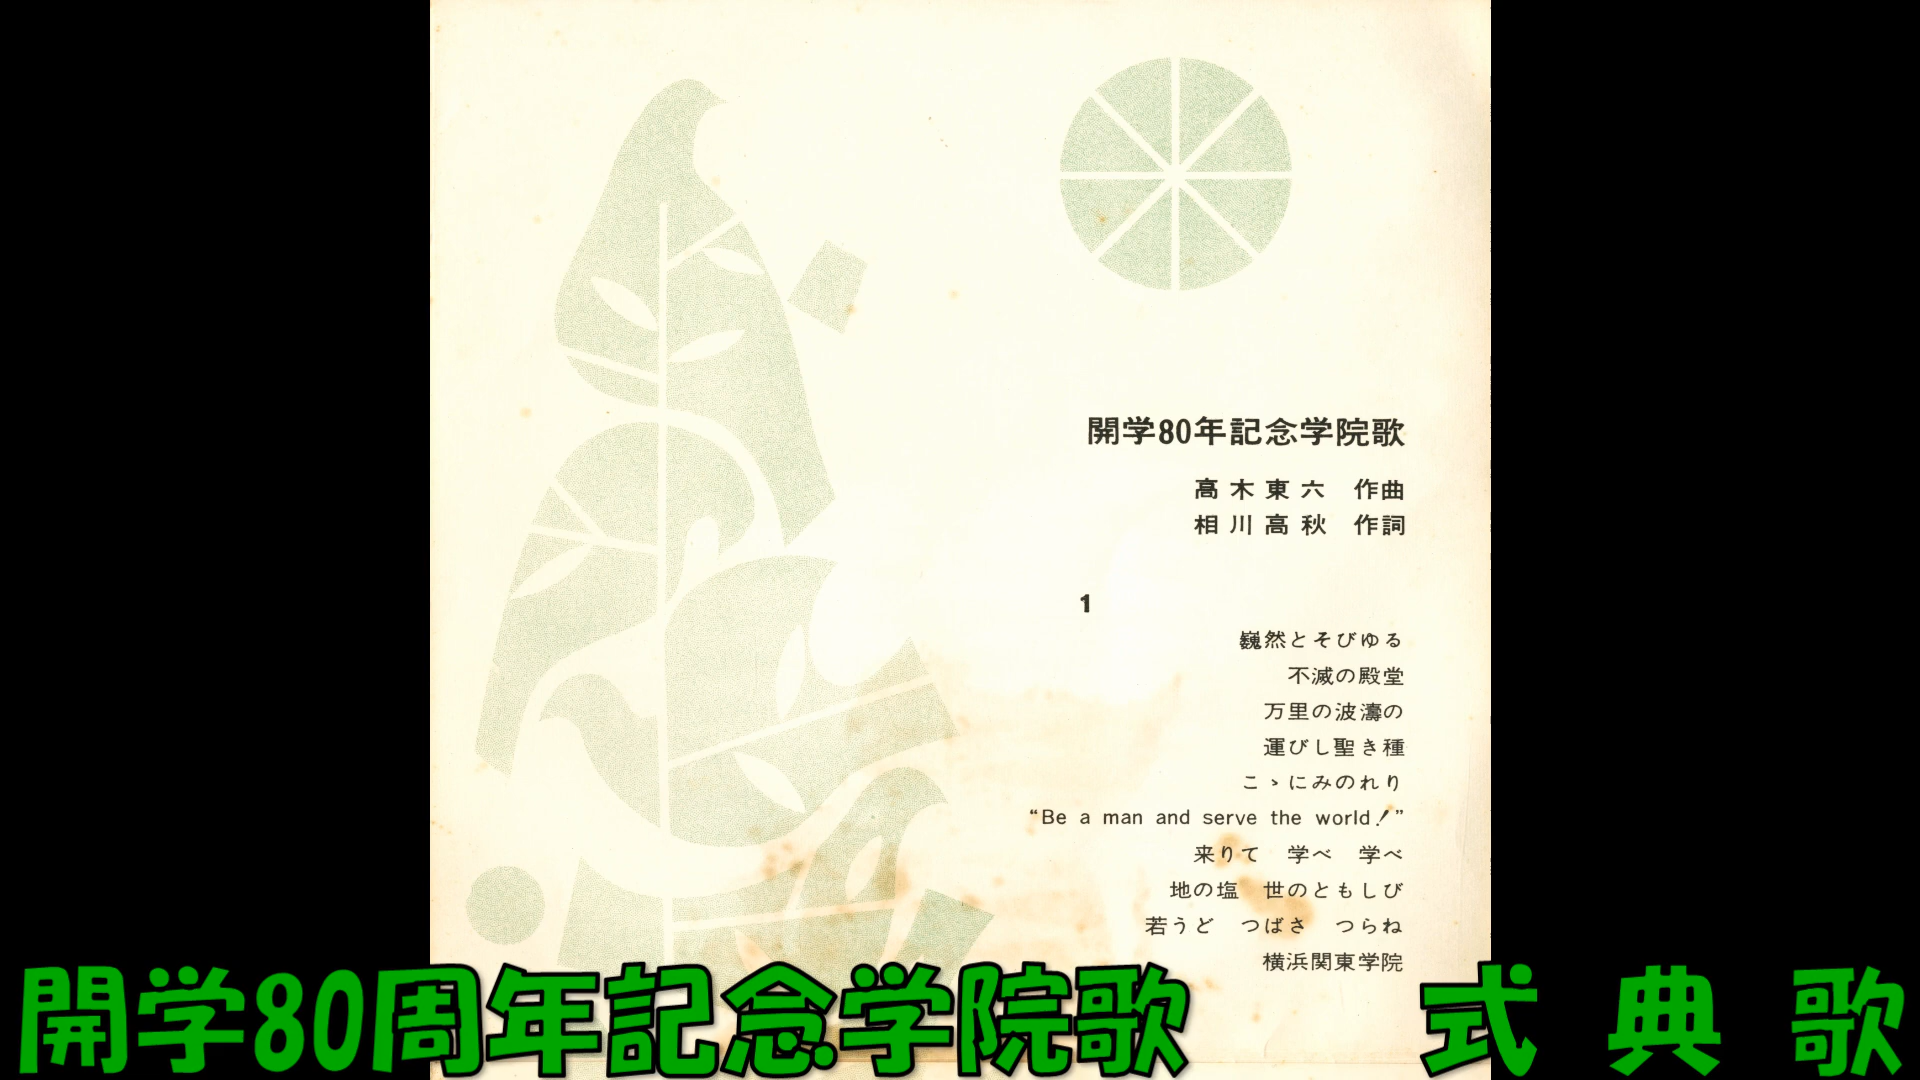 開学80年記念学院歌
高木東六 作曲
相川高秋 作詞
1
巍然とそびゆる
不滅の殿堂
万里の波濤の
運びし聖き種
こゝにみのれり
“Be a man and serve the world!”
来りて 学べ 学べ
地の塩 世のともしび
若うど つばさ つらね
横浜関東学院
開学80周年記念学院歌 式典歌